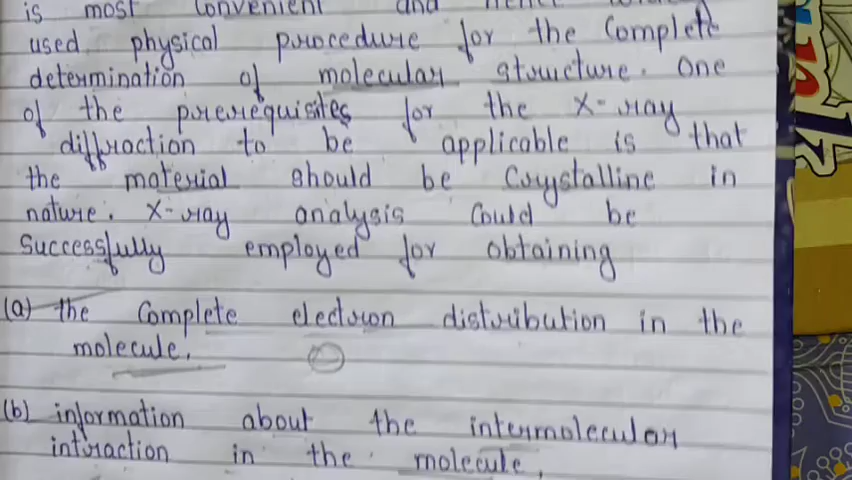 is most convenient and hence
used physical procedure for the complete
determination of molecular structure. One
of the prerequisites for the X-ray
diffraction to be applicable is that
the material should be crystalline in
nature. X-ray analysis could be
successfully employed for obtaining
(a) the complete electron distribution in the
molecule.
(b) information about the intermolecular
intraction in the molecule.